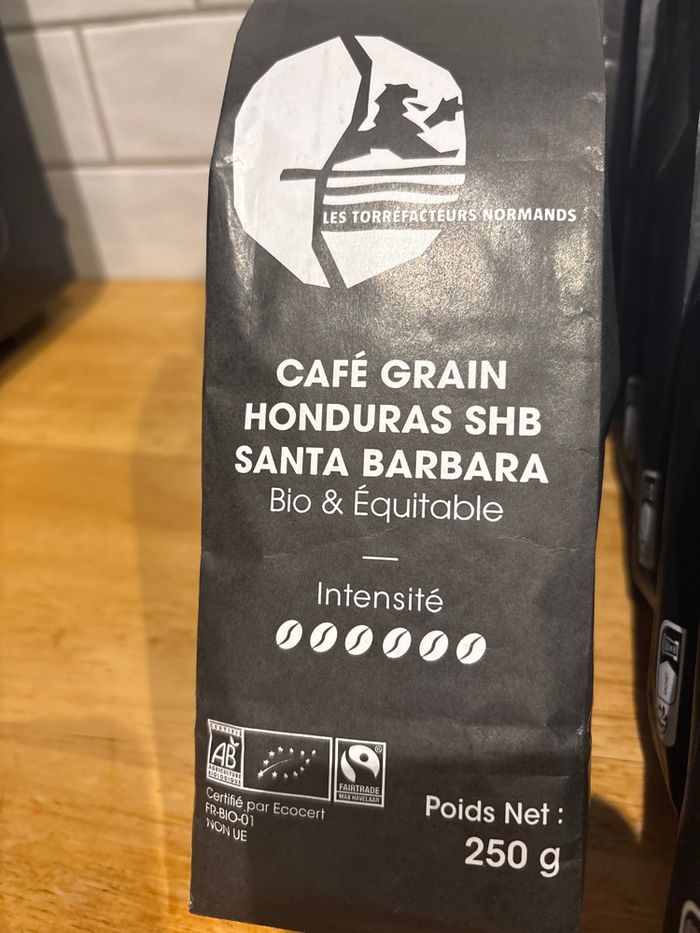 LES TORRÉFACTEURS NORMANDS
CAFÉ GRAIN
HONDURAS SHB
SANTA BARBARA
Bio & Équitable
Intensité
CERTIFIÉ
AB
AGRICULTURE
BIOLOGIQUE
FAIRTRADE
MAX HAVELAAR
Certifié par Ecocert
FR-BIO-01
NON UE
Poids Net :
250 g